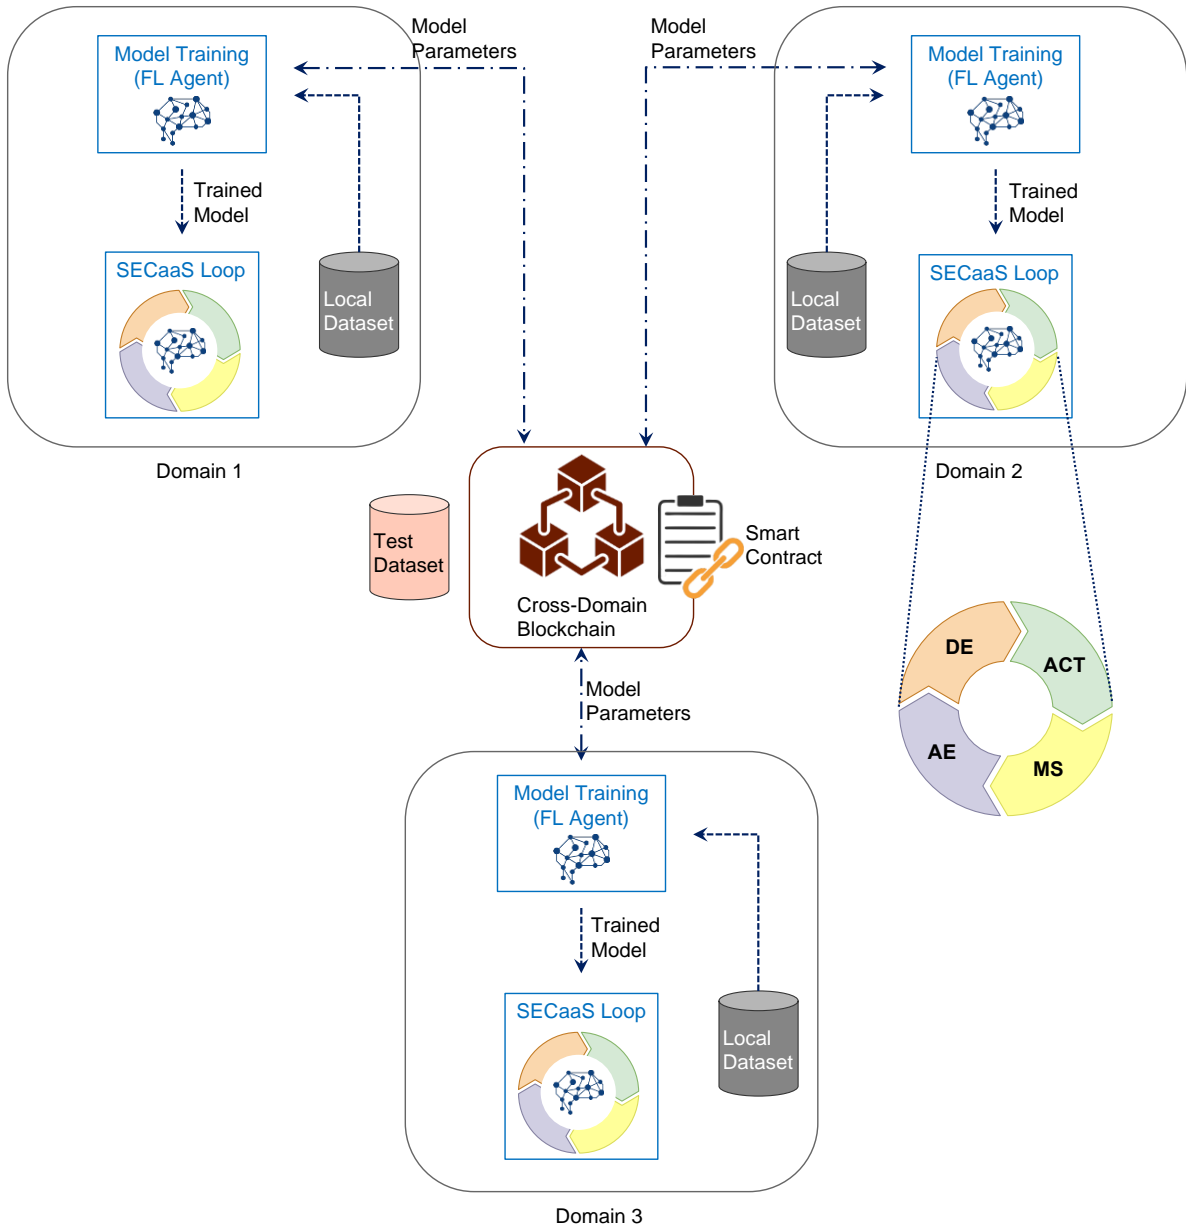 Model
Parameters
Model
Parameters
Model Training
(FL Agent)
Trained
Model
SECaaS Loop
Local
Dataset
Domain 1
Model Training
(FL Agent)
Trained
Model
Local
Dataset
SECaaS Loop
Domain 2
Test
Dataset
Cross-Domain
Blockchain
Smart
Contract
DE
ACT
AE
MS
Model
Parameters
Model Training
(FL Agent)
Trained
Model
SECaaS Loop
Local
Dataset
Domain 3